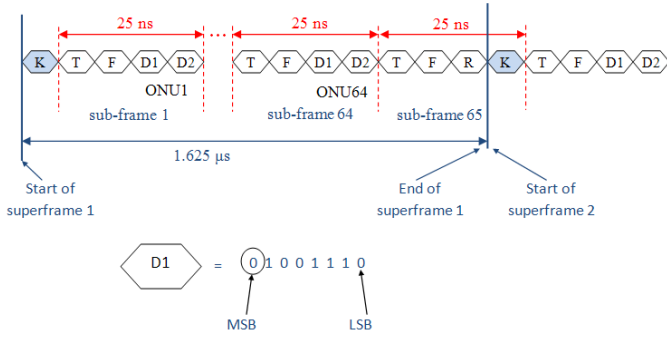 25 ns ... 25 ns 25 ns
K T F D1 D2 T F D1 D2 T F R K T F D1 D2
ONU1 ONU64
sub-frame 1 sub-frame 64 sub-frame 65
1.625 µs
Start of superframe 1
End of superframe 1
Start of superframe 2
D1 = 0 1 0 0 1 1 1 0
MSB LSB